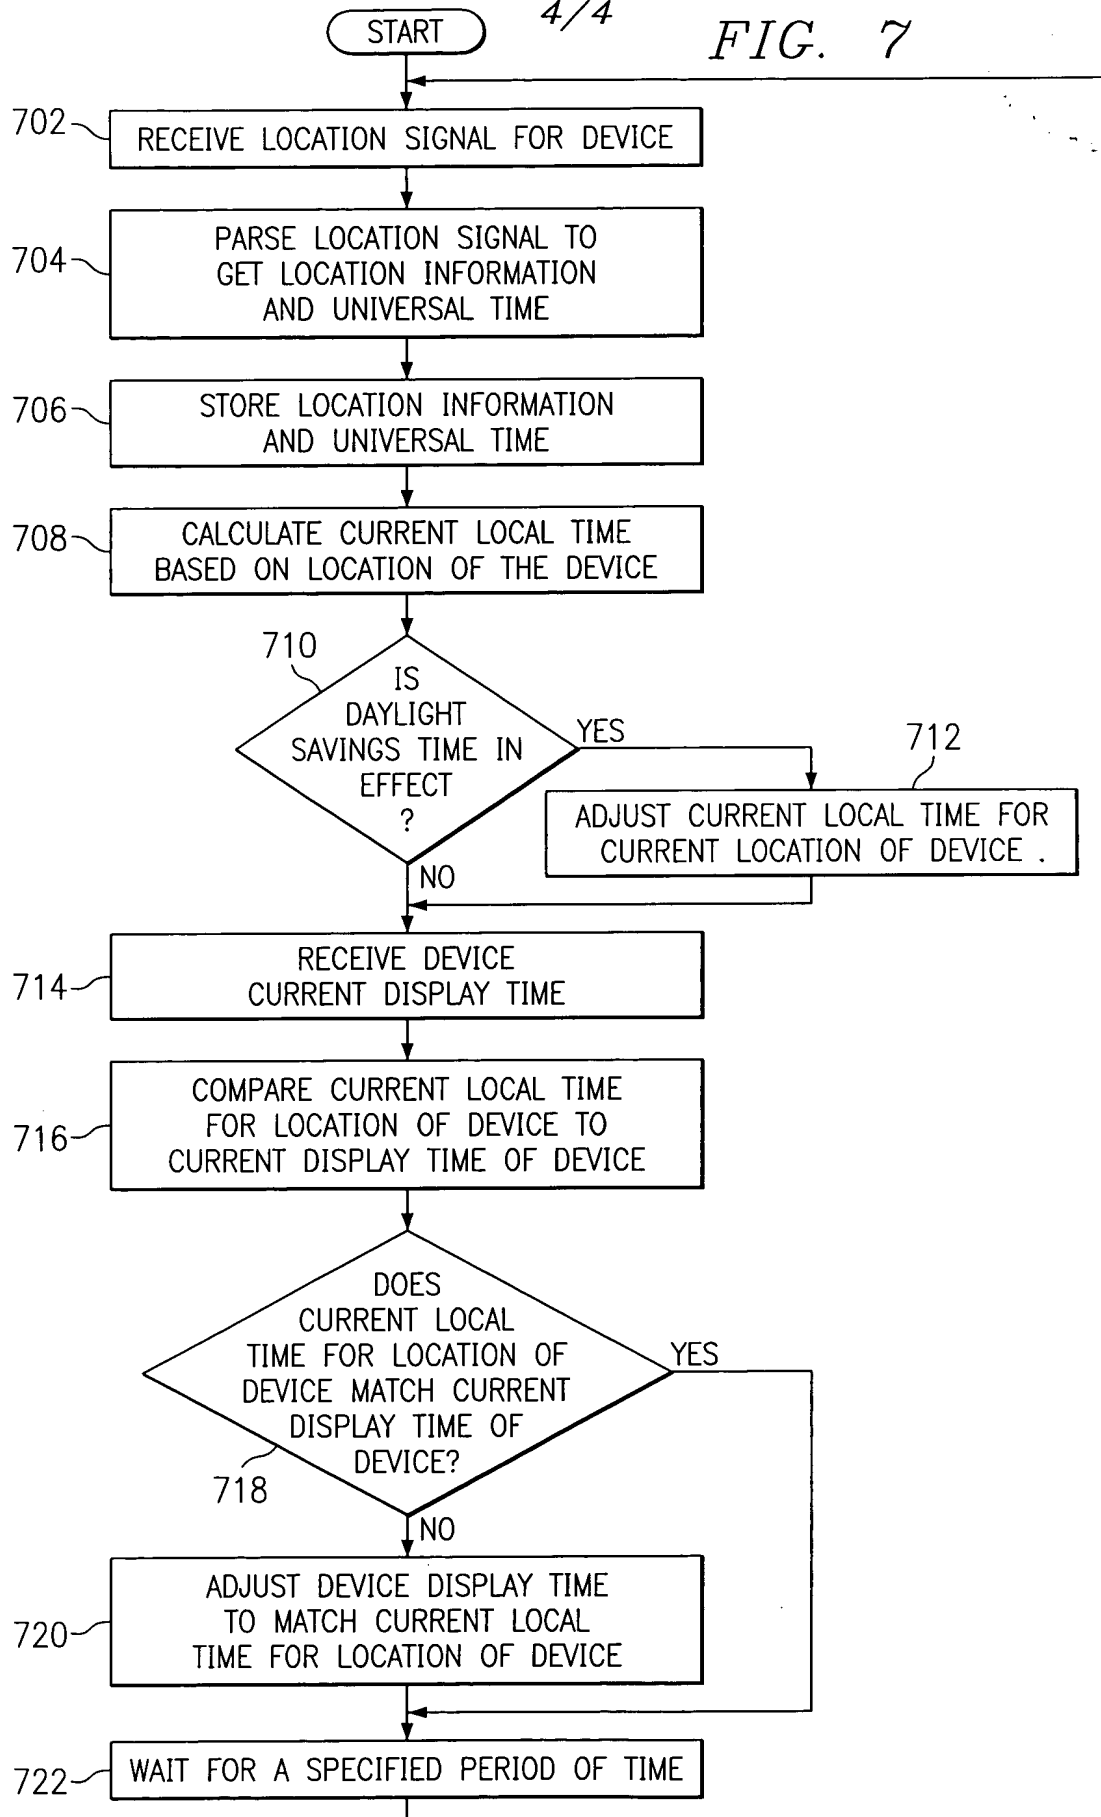 4/4
START
FIG. 7
702
RECEIVE LOCATION SIGNAL FOR DEVICE
704
PARSE LOCATION SIGNAL TO
GET LOCATION INFORMATION
AND UNIVERSAL TIME
706
STORE LOCATION INFORMATION
AND UNIVERSAL TIME
708
CALCULATE CURRENT LOCAL TIME
BASED ON LOCATION OF THE DEVICE
710
IS
DAYLIGHT
SAVINGS TIME IN
EFFECT
?
YES
712
ADJUST CURRENT LOCAL TIME FOR
CURRENT LOCATION OF DEVICE .
NO
714
RECEIVE DEVICE
CURRENT DISPLAY TIME
716
COMPARE CURRENT LOCAL TIME
FOR LOCATION OF DEVICE TO
CURRENT DISPLAY TIME OF DEVICE
DOES
CURRENT LOCAL
TIME FOR LOCATION OF
DEVICE MATCH CURRENT
DISPLAY TIME OF
DEVICE?
YES
718
NO
720
ADJUST DEVICE DISPLAY TIME
TO MATCH CURRENT LOCAL
TIME FOR LOCATION OF DEVICE
722
WAIT FOR A SPECIFIED PERIOD OF TIME